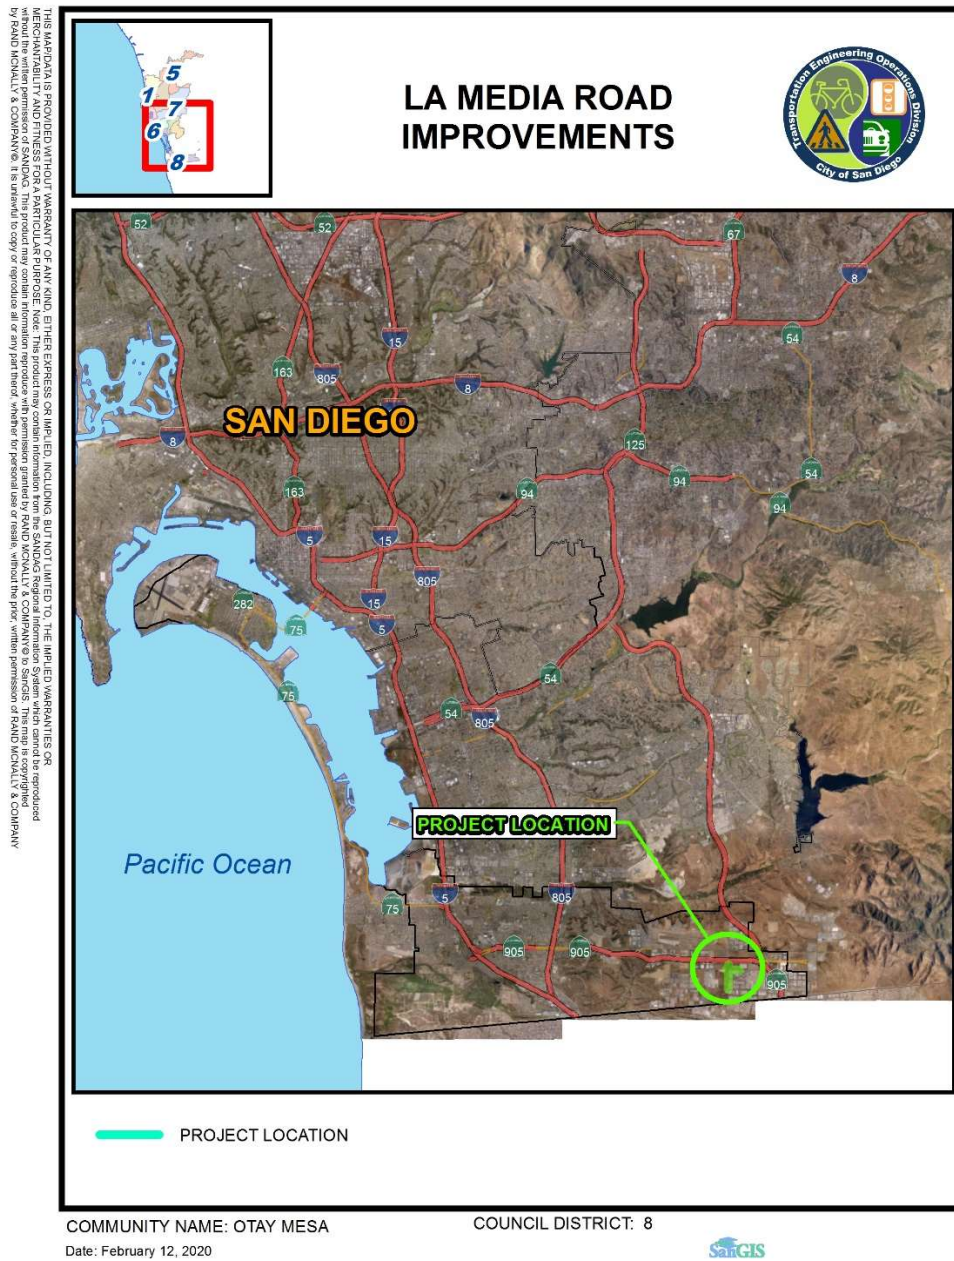 THIS MAP/DATA IS PROVIDED WITHOUT WARRANTY OF ANY KIND, EITHER EXPRESS OR IMPLIED, INCLUDING, BUT NOT LIMITED TO, THE IMPLIED WARRANTIES OF
MERCHANTABILITY AND FITNESS FOR A PARTICULAR PURPOSE. Note: This product may contain information from the SANDAG Regional Information System which cannot be reproduced
without the written permission of SANDAG. This product may contain information reproduce with permission granted by RAND MCNALLY & COMPANY© to SanGIS. This map is copyrighted
by RAND MCNALLY & COMPANY©. It is unlawful to copy or reproduce all or any part thereof, whether for personal use or resale, without the prior, written permission of RAND MCNALLY & COMPANY
5
1
7
6
8
LA MEDIA ROAD
IMPROVEMENTS
Transportation Engineering Operations Division
City of San Diego
52
52
67
8
15
54
163
805
8
SAN DIEGO
8
125
54
94
94
163
94
5
15
805
282
15
75
5
54
75
54
805
PROJECT LOCATION
Pacific Ocean
5
805
75
905
905
905
PROJECT LOCATION
COMMUNITY NAME: OTAY MESA
COUNCIL DISTRICT: 8
Date: February 12, 2020
SanGIS